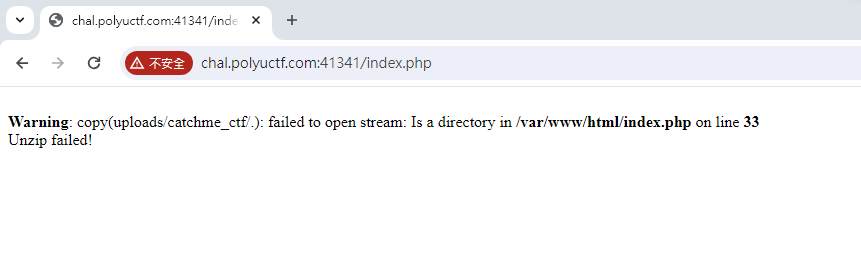 chal.polyuctf.com:41341/inde
不安全
chal.polyuctf.com:41341/index.php
Warning: copy(uploads/catchme_ctf/.): failed to open stream: Is a directory in /var/www/html/index.php on line 33
Unzip failed!